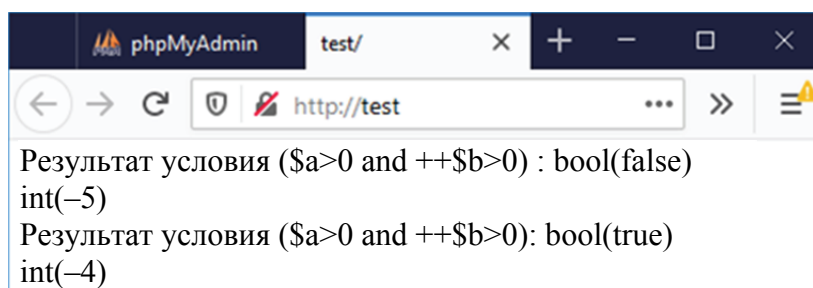 phpMyAdmin test/
http://test
Результат условия ($a>0 and ++$b>0) : bool(false)
int(–5)
Результат условия ($a>0 and ++$b>0): bool(true)
int(–4)